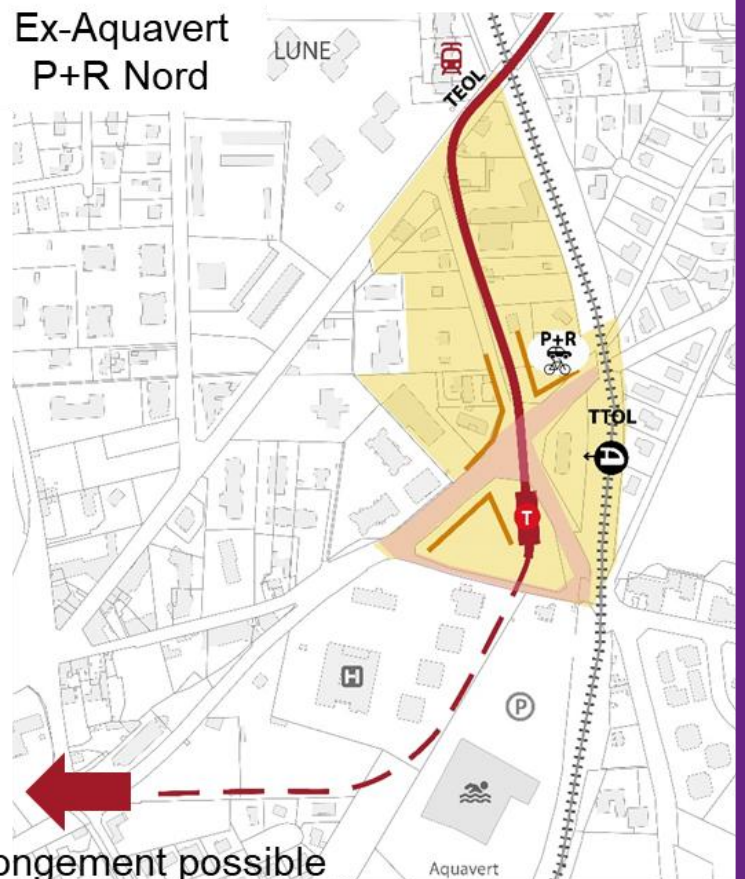 Ex-Aquavert
P+R Nord
LUNE
TEOL
P+R
TTOL
T
H
P
Aquavert
ongement possible